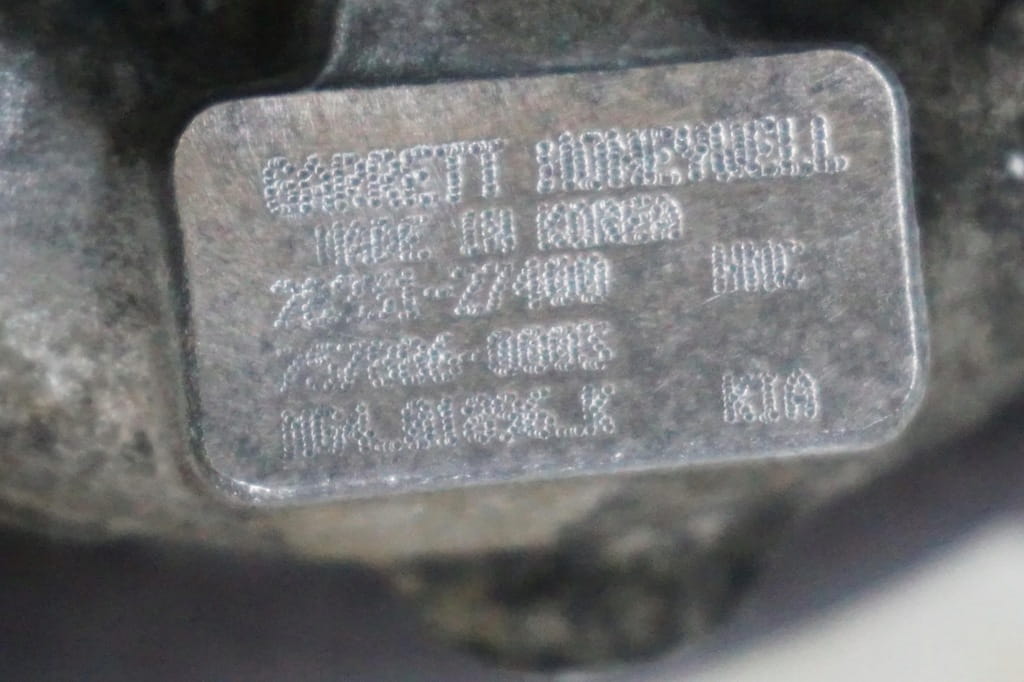 GARRETT HONEYWELL
MADE IN KOREA
28231-27400 HMC
757886-0003
KIA